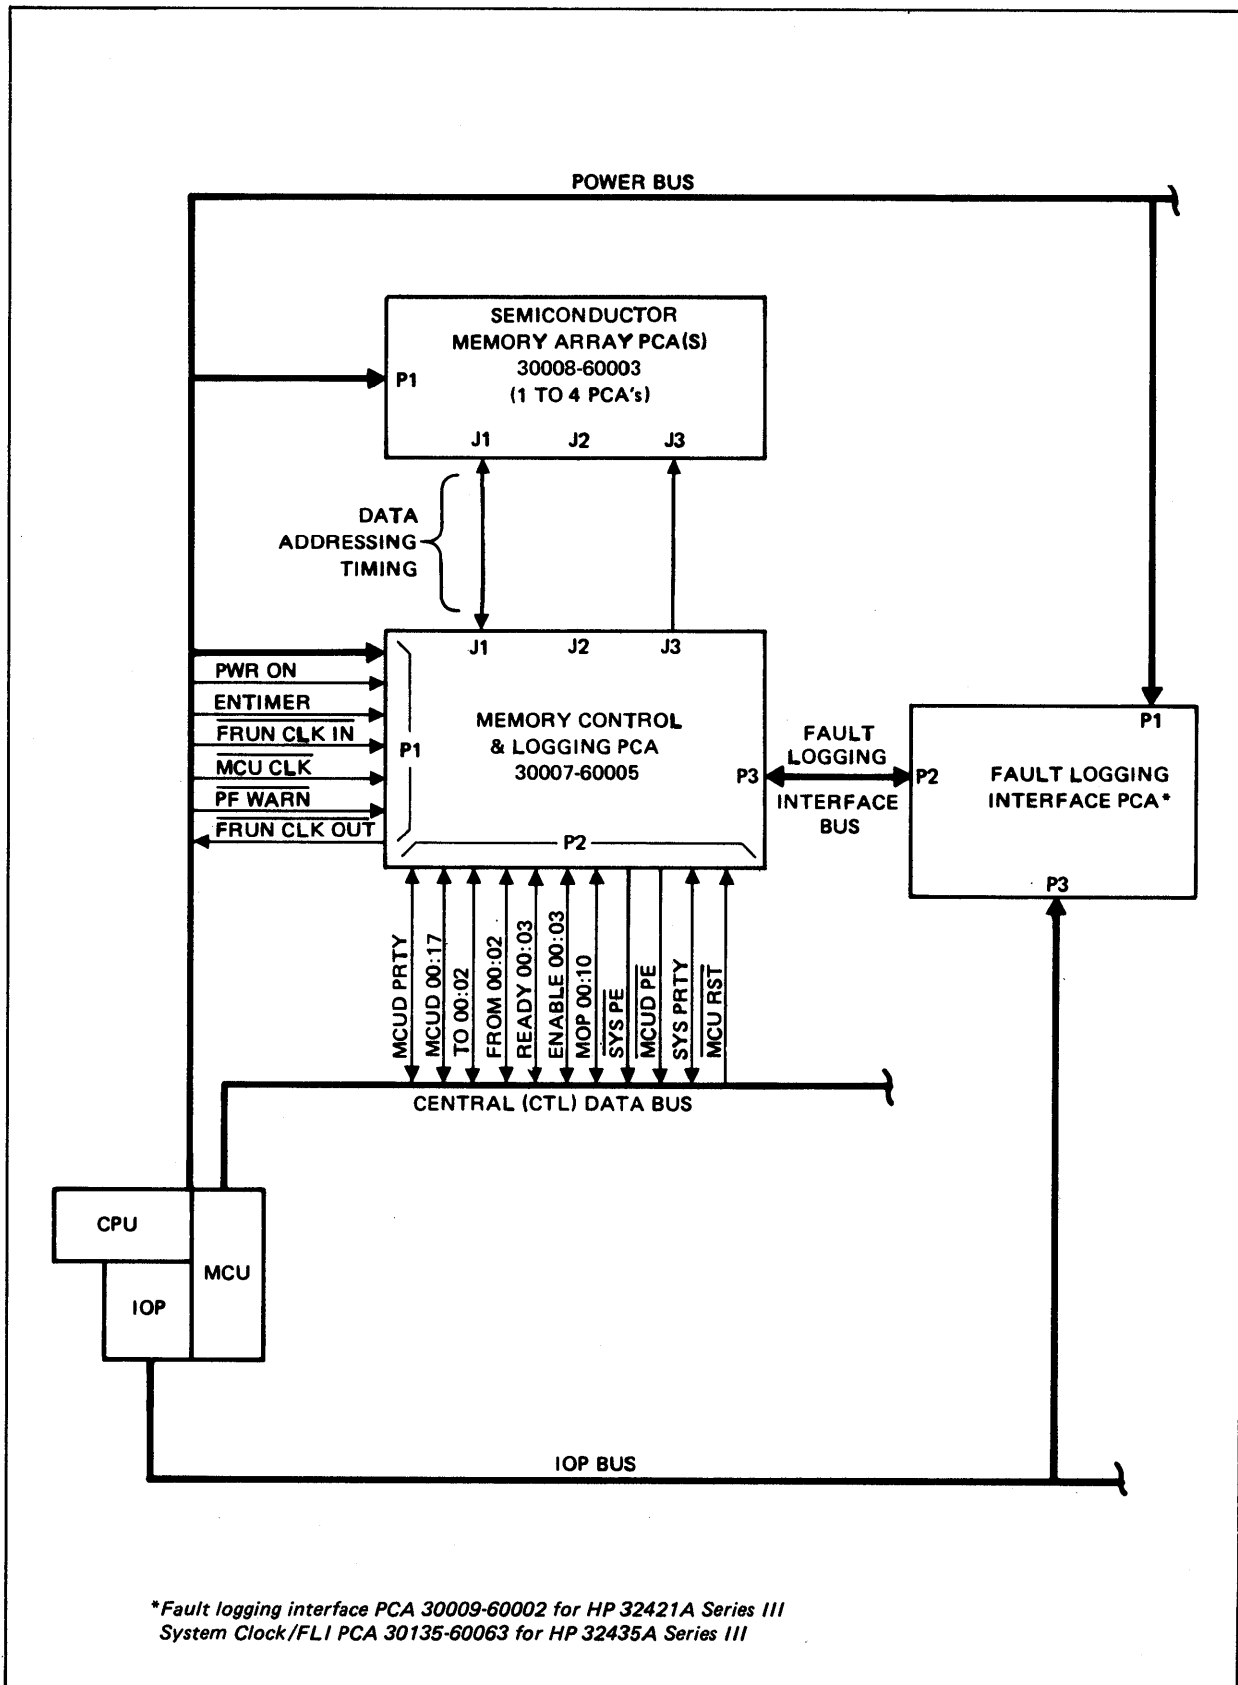 POWER BUS
SEMICONDUCTOR
MEMORY ARRAY PCA(S)
30008-60003
(1 TO 4 PCA's)
P1
J1 J2 J3
DATA
ADDRESSING
TIMING
J1 J2 J3
PWR ON
ENTIMER
FRUN CLK IN
MCU CLK
PF WARN
FRUN CLK OUT
P1
MEMORY CONTROL
& LOGGING PCA
30007-60005
P3
P2
FAULT
LOGGING
INTERFACE
BUS
P1
P2
FAULT LOGGING
INTERFACE PCA*
P3
MCUD PRTY
MCUD 00:17
TO 00:02
FROM 00:02
READY 00:03
ENABLE 00:03
MOP 00:10
SYS PE
MCUD PE
SYS PRTY
MCU RST
CENTRAL (CTL) DATA BUS
CPU
MCU
IOP
IOP BUS
*Fault logging interface PCA 30009-60002 for HP 32421A Series III
System Clock/FLI PCA 30135-60063 for HP 32435A Series III